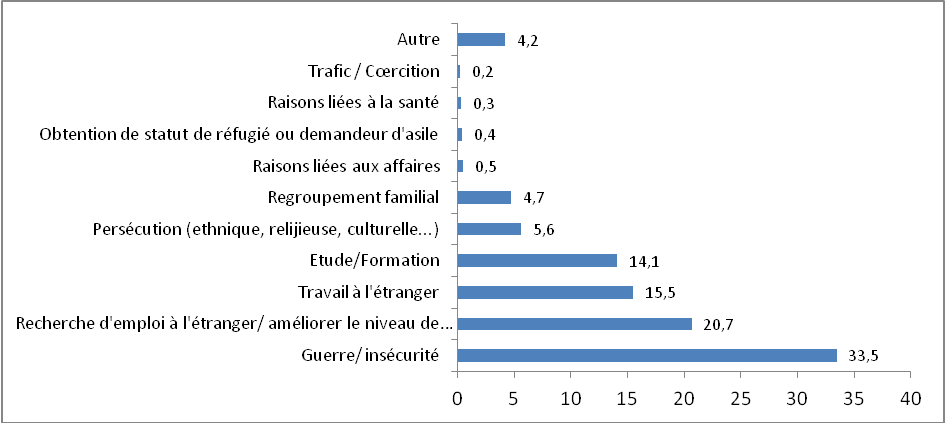 Autre 4,2
Trafic / Cœrcition 0,2
Raisons liées à la santé 0,3
Obtention de statut de réfugié ou demandeur d'asile 0,4
Raisons liées aux affaires 0,5
Regroupement familial 4,7
Persécution (ethnique, relijieuse, culturelle...) 5,6
Etude/Formation 14,1
Travail à l'étranger 15,5
Recherche d'emploi à l'étranger/ améliorer le niveau de... 20,7
Guerre/ insécurité 33,5
0 5 10 15 20 25 30 35 40